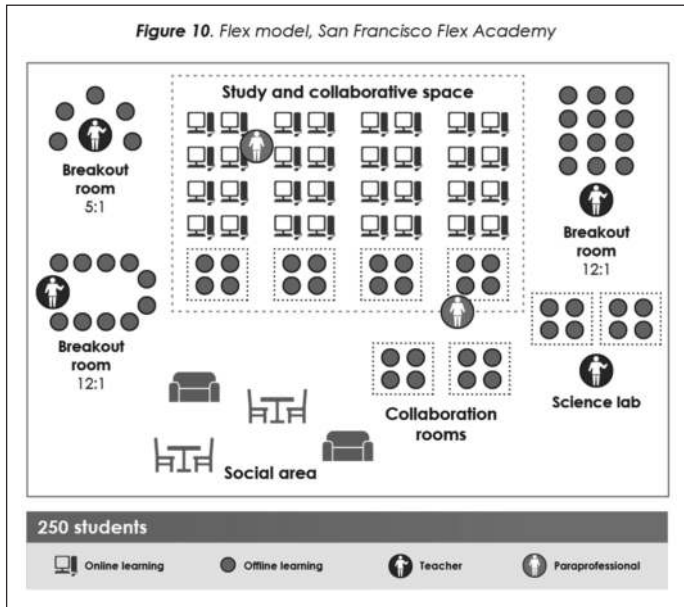 Figure 10. Flex model, San Francisco Flex Academy
Study and collaborative space
Breakout
room
5:1
Breakout
room
12:1
Breakout
room
12:1
Science lab
Collaboration
rooms
Social area
250 students
Online learning
Offline learning
Teacher
Paraprofessional